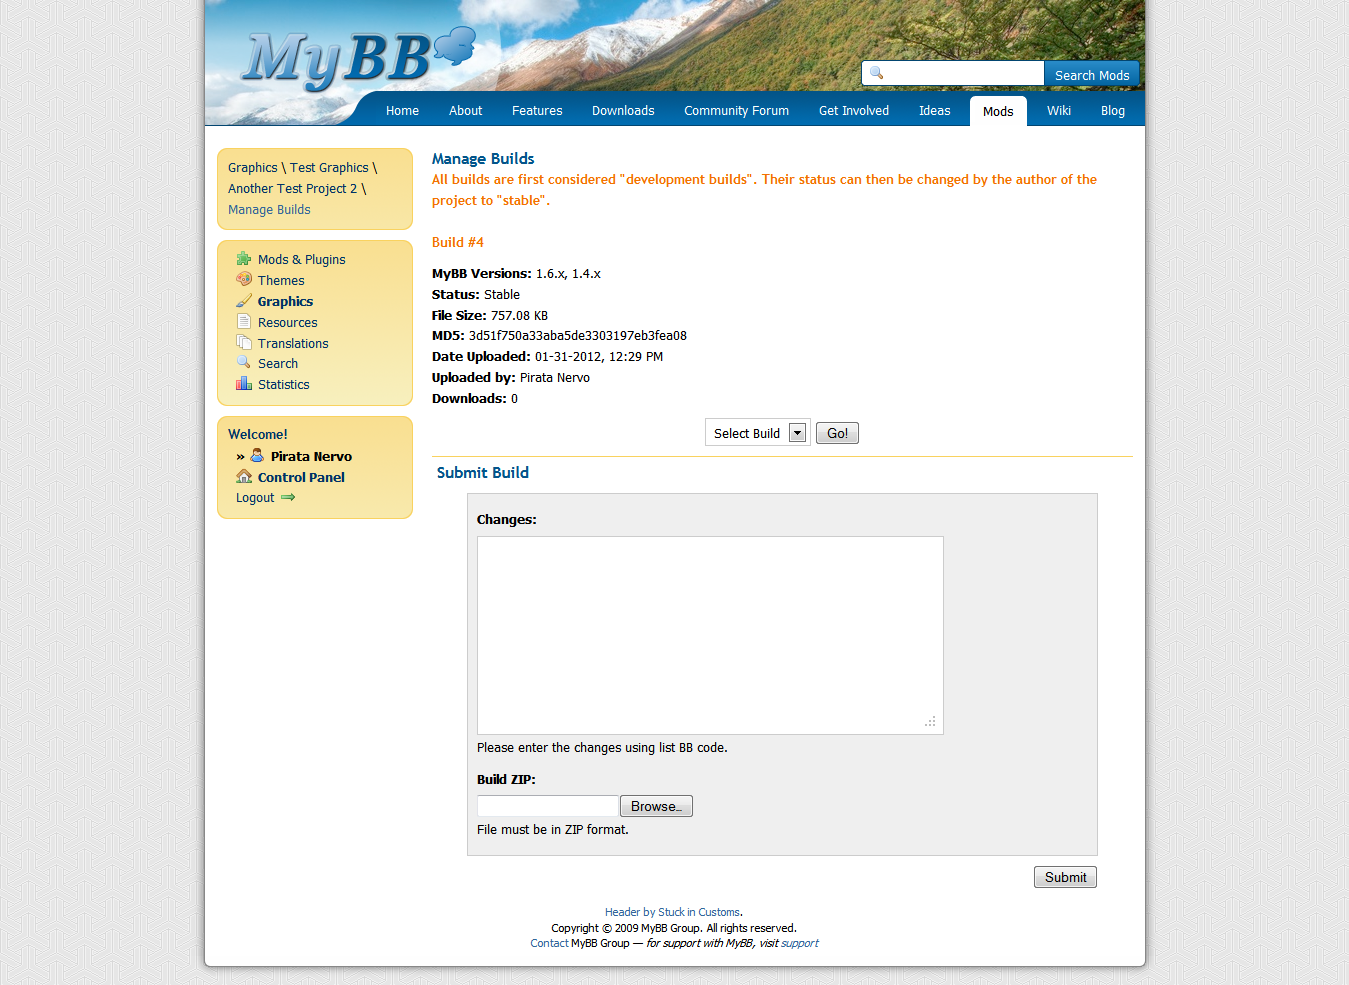 MyBB
Search Mods
Home About Features Downloads Community Forum Get Involved Ideas Mods Wiki Blog
Graphics \ Test Graphics \
Another Test Project 2 \
Manage Builds
Mods & Plugins
Themes
Graphics
Resources
Translations
Search
Statistics
Welcome!
» Pirata Nervo
Control Panel
Logout
Manage Builds
All builds are first considered "development builds". Their status can then be changed by the author of the
project to "stable".
Build #4
MyBB Versions: 1.6.x, 1.4.x
Status: Stable
File Size: 757.08 KB
MD5: 3d51f750a33aba5de3303197eb3fea08
Date Uploaded: 01-31-2012, 12:29 PM
Uploaded by: Pirata Nervo
Downloads: 0
Select Build Go!
Submit Build
Changes:
Please enter the changes using list BB code.
Build ZIP:
Browse...
File must be in ZIP format.
Submit
Header by Stuck in Customs.
Copyright © 2009 MyBB Group. All rights reserved.
Contact MyBB Group — for support with MyBB, visit support